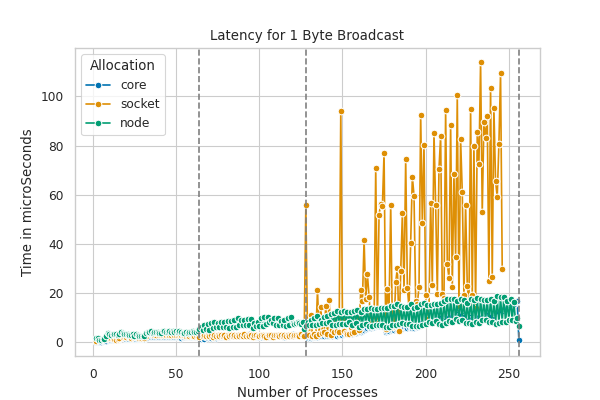 Latency for 1 Byte Broadcast
Allocation
core
socket
node
Time in microSeconds
100
80
60
40
20
0
0
50
100
150
200
250
Number of Processes